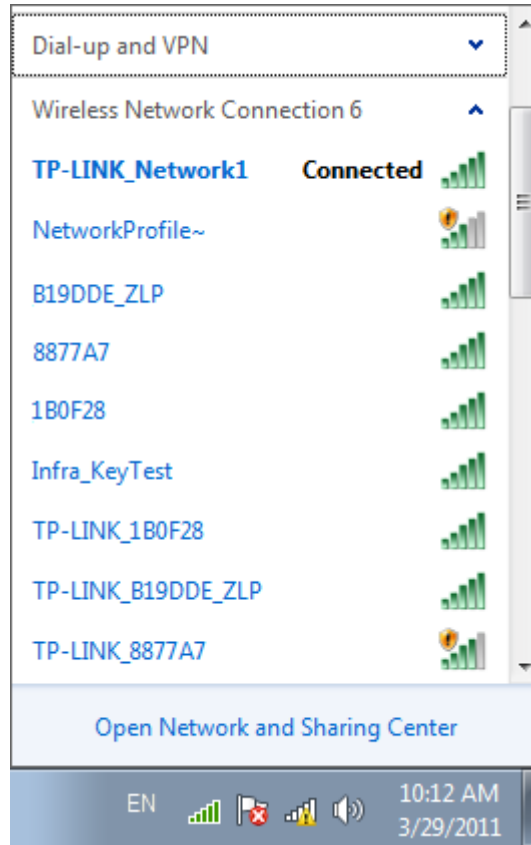 Dial-up and VPN
Wireless Network Connection 6
TP-LINK_Network1 Connected
NetworkProfile~
B19DDE_ZLP
8877A7
1B0F28
Infra_KeyTest
TP-LINK_1B0F28
TP-LINK_B19DDE_ZLP
TP-LINK_8877A7
Open Network and Sharing Center
EN
10:12 AM
3/29/2011